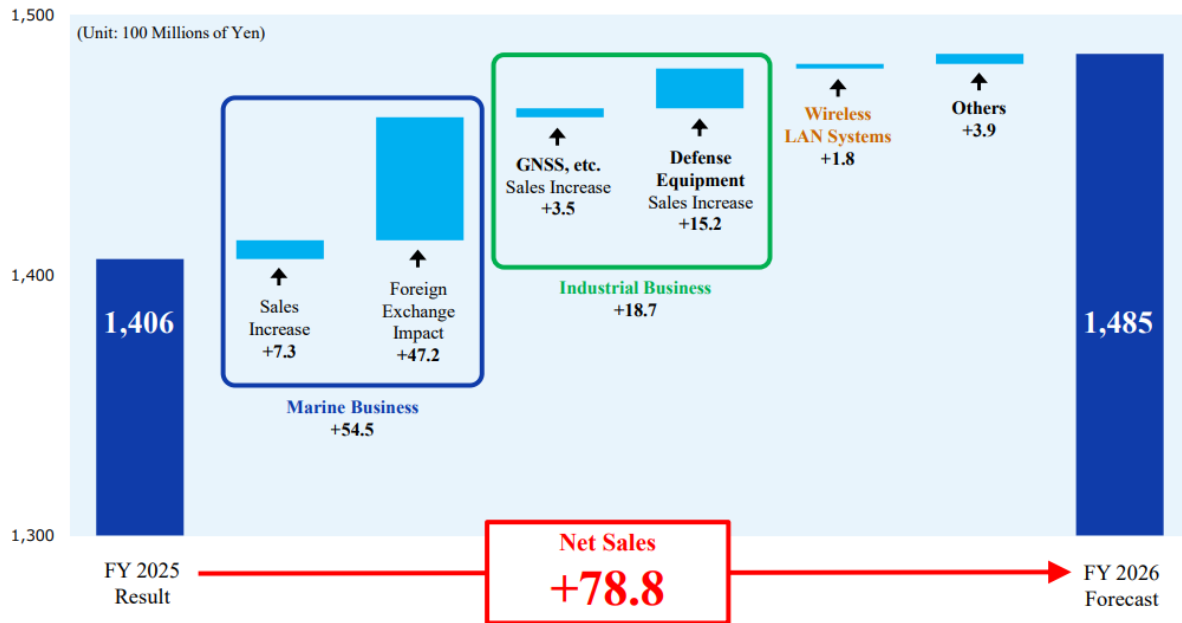 1,500
(Unit: 100 Millions of Yen)
1,400
1,300
1,406
Sales
Increase
+7.3
Foreign
Exchange
Impact
+47.2
Marine Business
+54.5
GNSS, etc.
Sales Increase
+3.5
Defense
Equipment
Sales Increase
+15.2
Industrial Business
+18.7
Wireless
LAN Systems
+1.8
Others
+3.9
1,485
FY 2025
Result
Net Sales
+78.8
FY 2026
Forecast